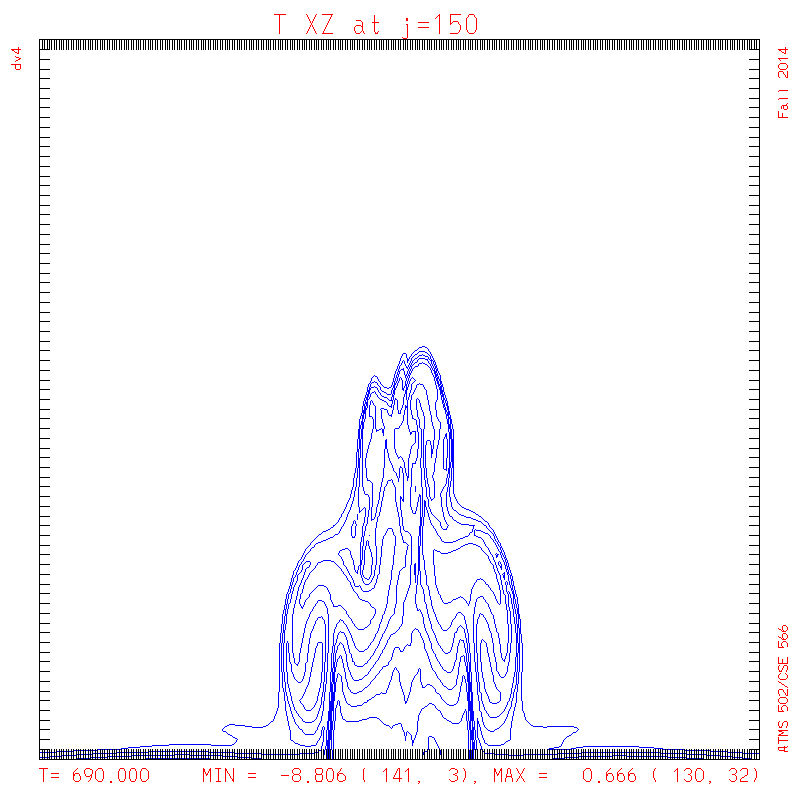 T XZ at j=150
dv4
Fall 2014
ATMS 502/CSE 566
T= 690.000 MIN = -8.806 ( 141, 3), MAX = 0.666 ( 130, 32)